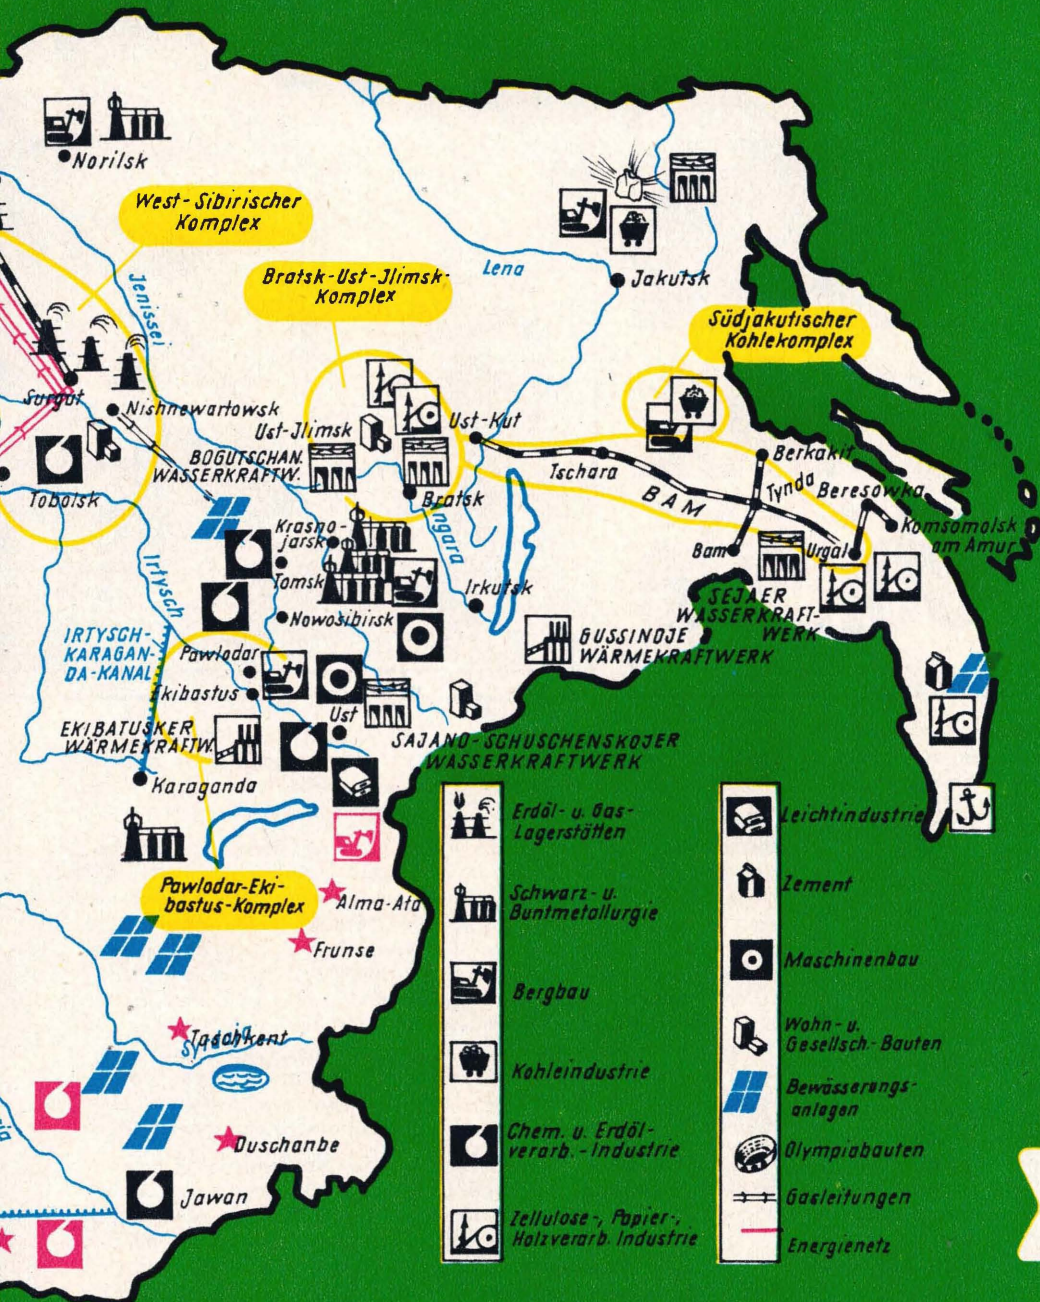 Norilsk
West-Sibirischer
Komplex
Jenissei
Bratsk-Ust-Jlimsk-
Komplex
Lena
Jakutsk
Südjakutischer
Kohlekomplex
Surgut
Nishnewartowsk
Tobolsk
Ust-Jlimsk
BOGUTSCHAN.
WASSERKRAFTW.
Ust-Kut
Bratsk
Angara
Tschara
BAM
Berkakit
Tynda
Beresowka
Komsomolsk
am Amur
Bam
Urgal
SEJAER
WASSERKRAFT-
WERK
Krasno-
jarsk
Tomsk
Nowosibirsk
Irkutsk
GUSSINOJE
WÄRMEKRAFTWERK
Irtysch
IRTYSCH-
KARAGAN-
DA-KANAL
Pawlodar
Ekibastus
Ust
EKIBATUSKER
WÄRMEKRAFTW.
SAJANO-SCHUSCHENSKOJER
WASSERKRAFTWERK
Karaganda
Pawlodar-Eki-
bastus-Komplex
Alma-Ata
Frunse
Taschkent
Duschanbe
Jawan
Erdöl- u. Gas-
Lagerstätten
Schwarz- u.
Buntmetallurgie
Bergbau
Kohleindustrie
Chem. u. Erdöl-
verarb.-Industrie
Zellulose-, Papier-,
Holzverarb. Industrie
Leichtindustrie
Zement
Maschinenbau
Wohn- u.
Gesellsch.-Bauten
Bewässerungs-
anlagen
Olympiabauten
Gasleitungen
Energienetz